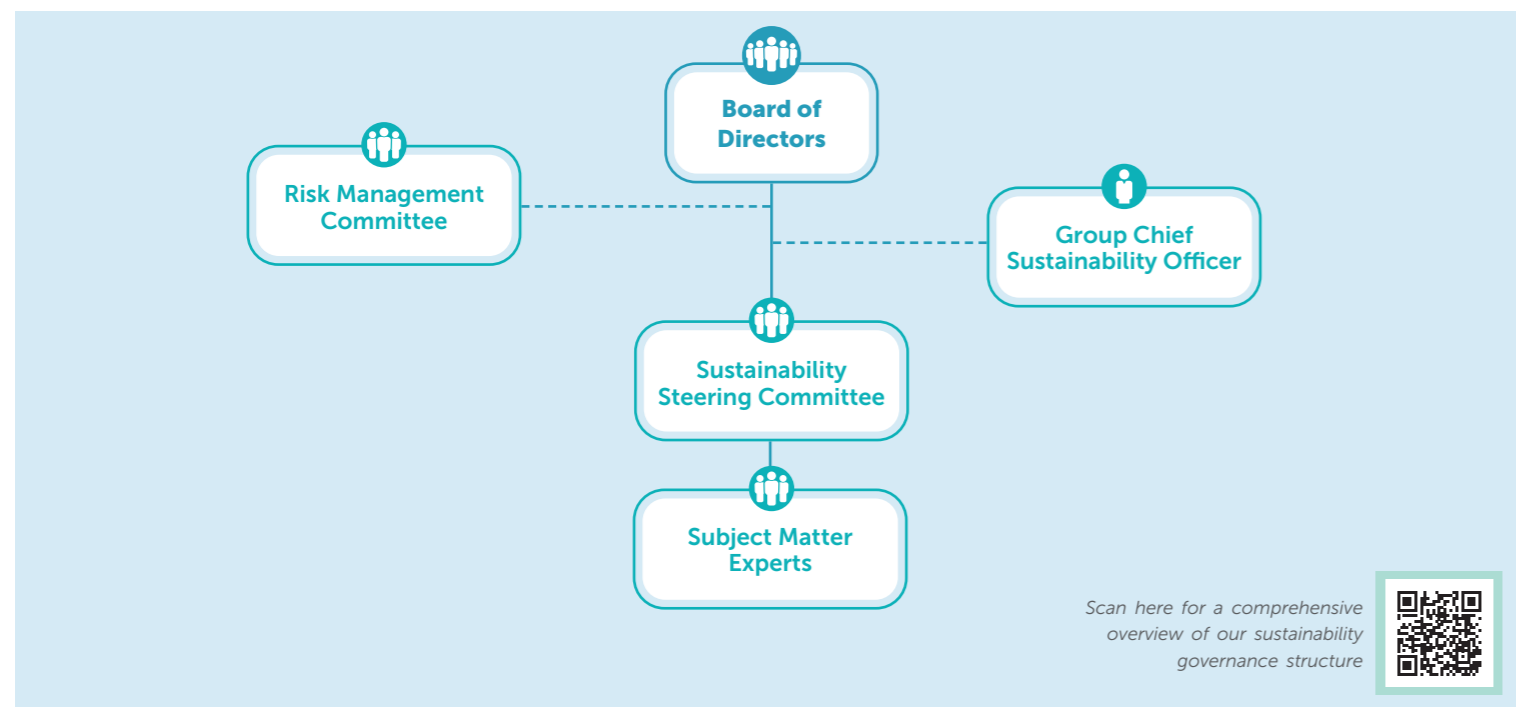 Board of
Directors
Risk Management
Committee
Group Chief
Sustainability Officer
Sustainability
Steering Committee
Subject Matter
Experts
Scan here for a comprehensive
overview of our sustainability
governance structure